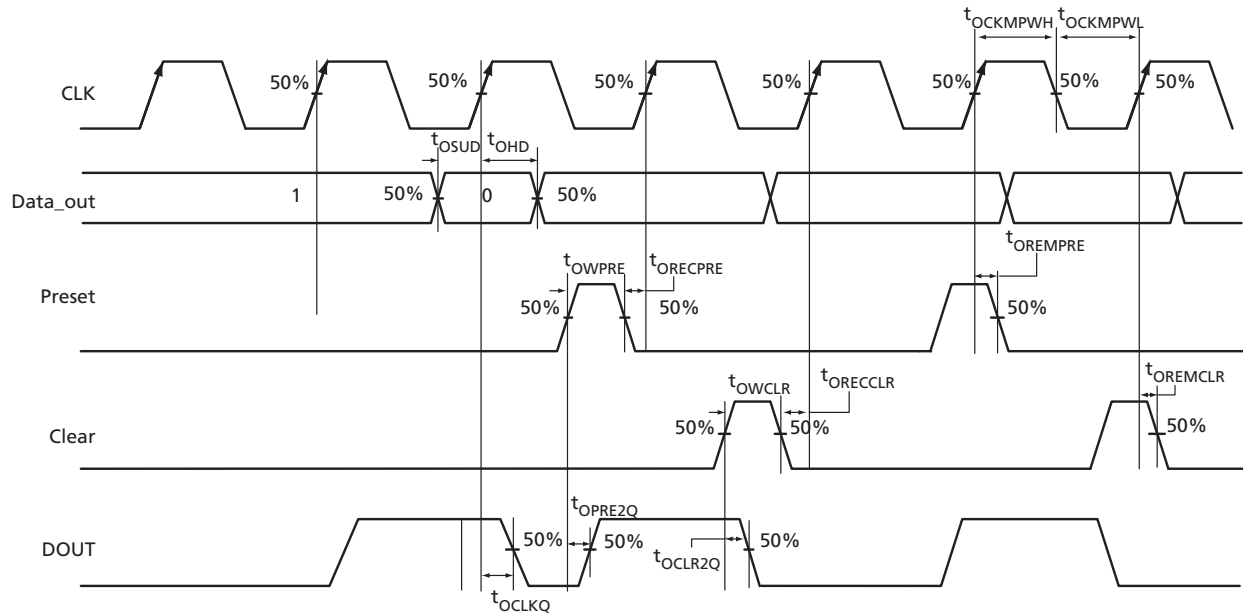 tOCKMPWH tOCKMPWL
CLK 50% 50% 50% 50% 50% 50% 50%
tOSUD tOHD
Data_out 1 50% 0 50%
tOREMPRE
tOWPRE tORECPRE
Preset 50% 50% 50%
tOWCLR tORECCLR tOREMCLR
Clear 50% 50% 50%
tOPRE2Q
DOUT 50% 50% 50%
tOCLR2Q
tOCLKQ